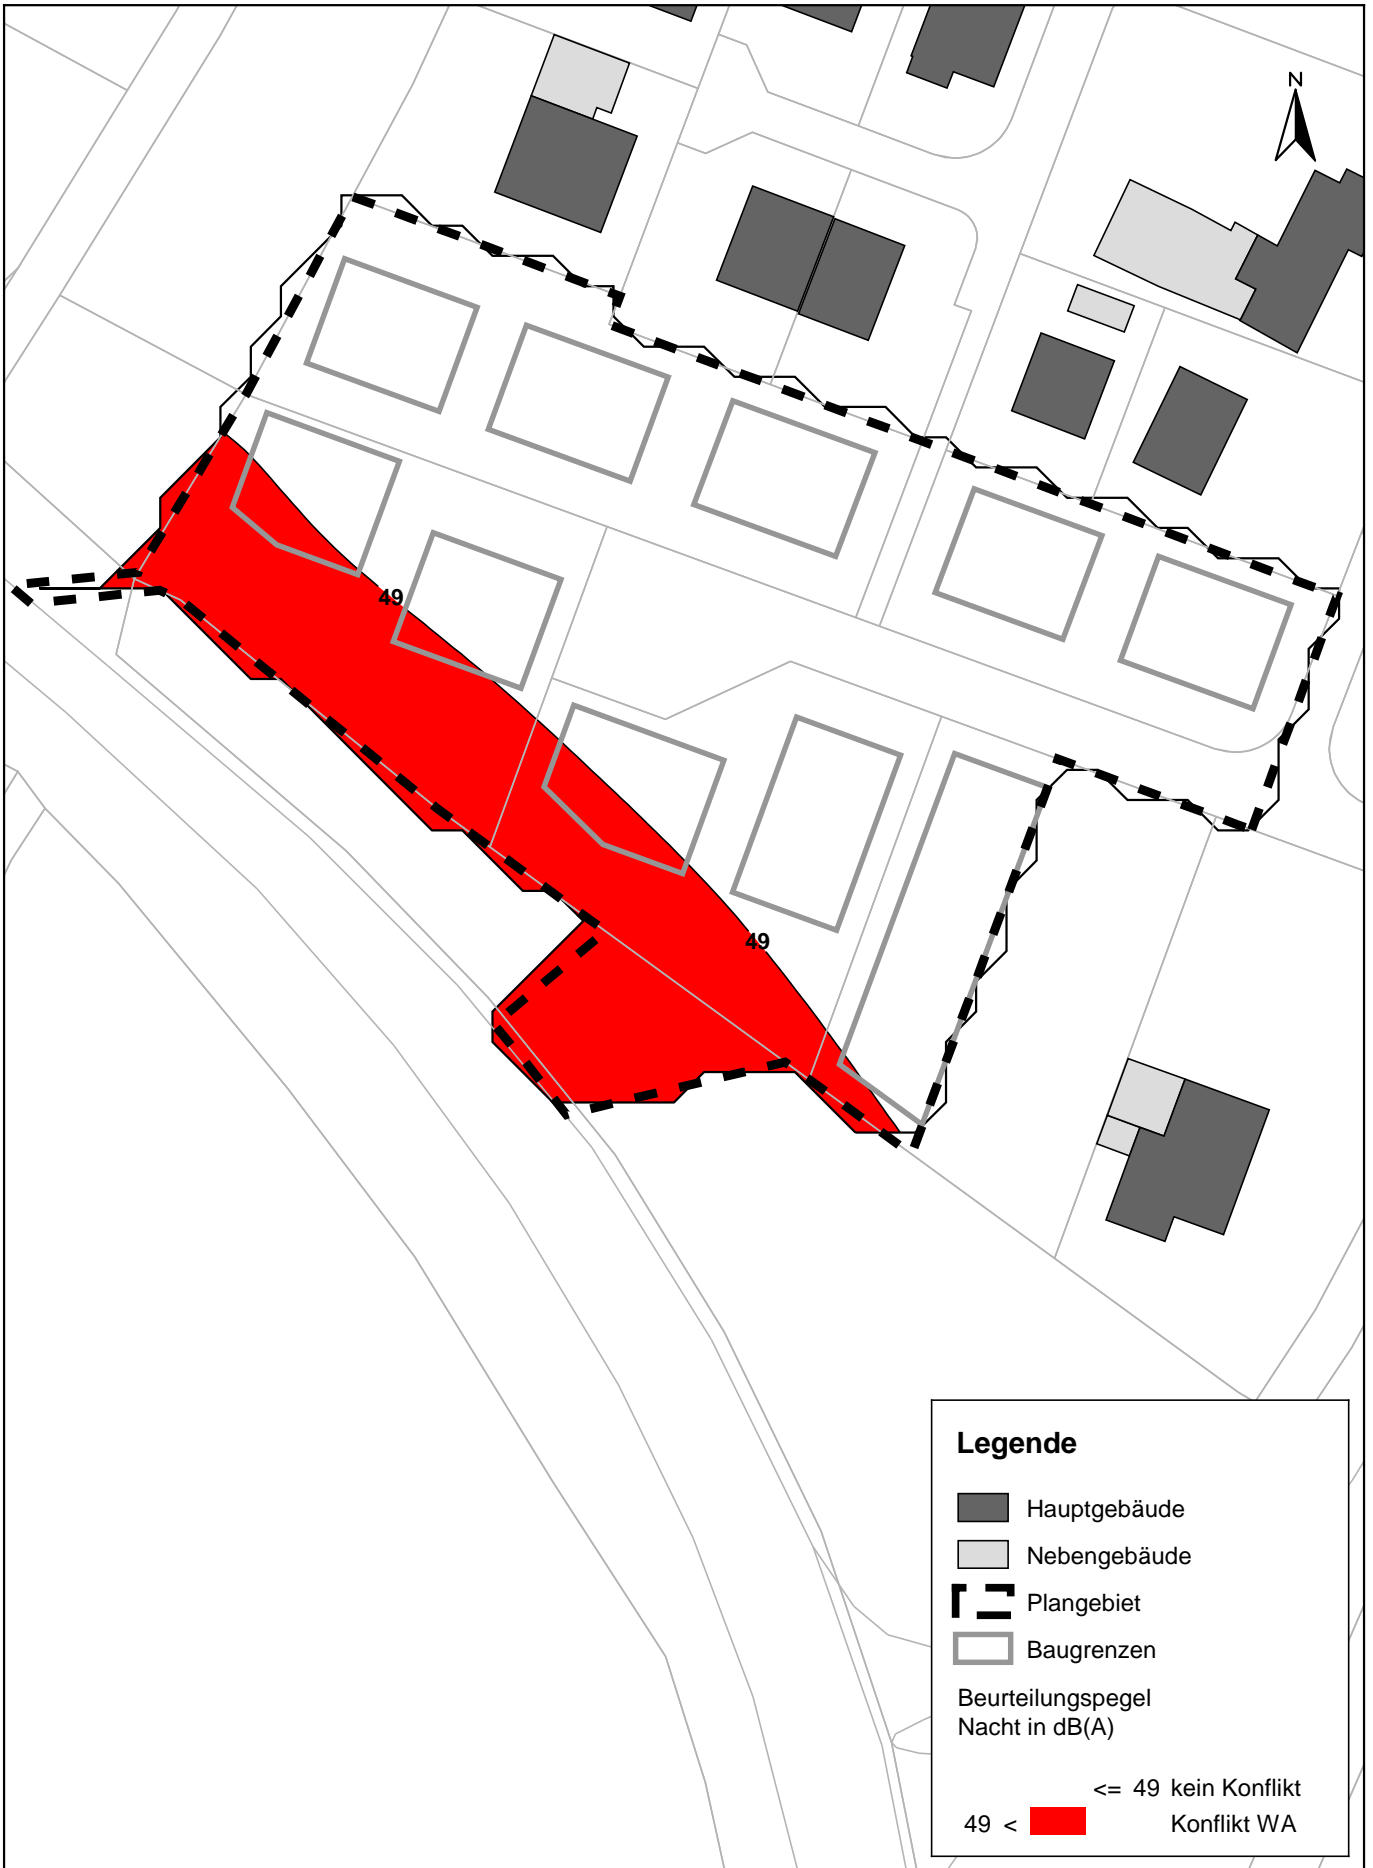 N
49
49
Legende
Hauptgebäude
Nebengebäude
Plangebiet
Baugrenzen
Beurteilungspegel
Nacht in dB(A)
<= 49 kein Konflikt
49 < Konflikt WA